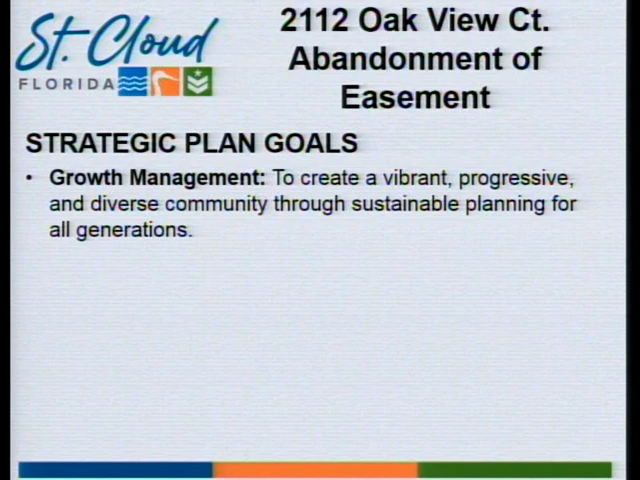 St. Cloud
FLORIDA
2112 Oak View Ct.
Abandonment of
Easement
STRATEGIC PLAN GOALS
• Growth Management: To create a vibrant, progressive,
and diverse community through sustainable planning for
all generations.